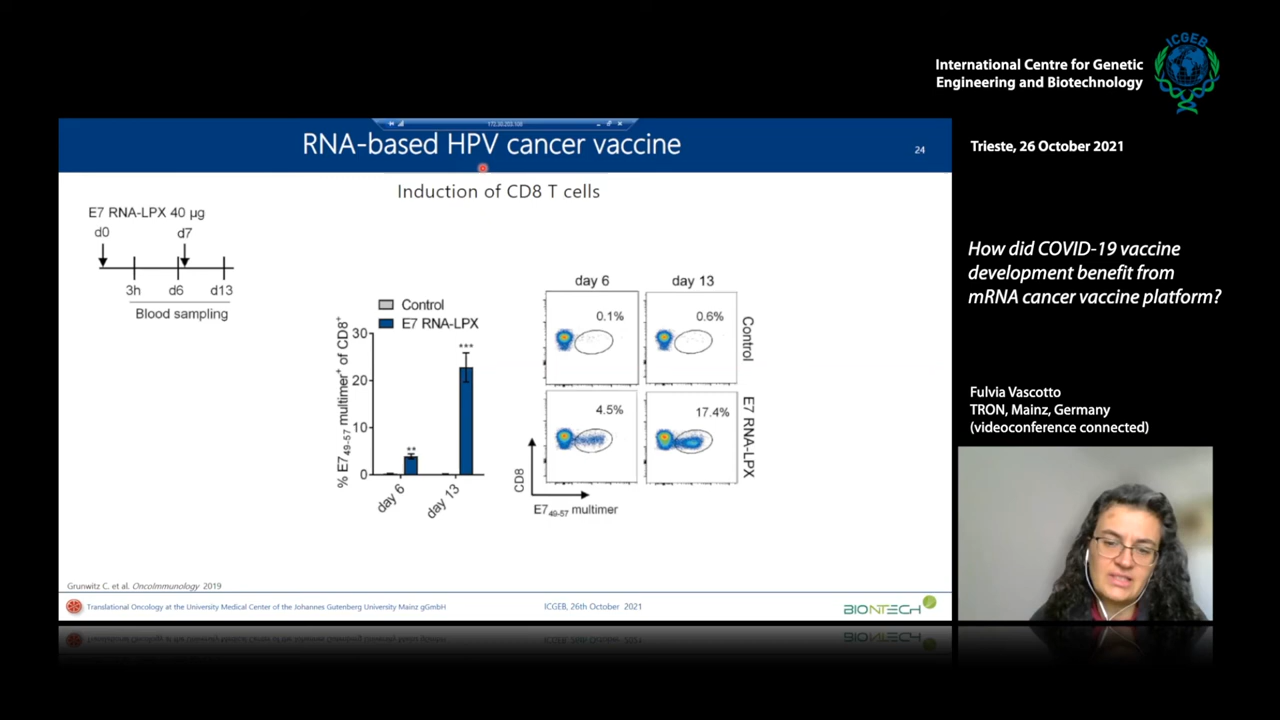 ICGEB
International Centre for Genetic
Engineering and Biotechnology
Trieste, 26 October 2021
How did COVID-19 vaccine
development benefit from
mRNA cancer vaccine platform?
Fulvia Vascotto
TRON, Mainz, Germany
(videoconference connected)
RNA-based HPV cancer vaccine
24
Induction of CD8 T cells
E7 RNA-LPX 40 µg
d0 d7
3h d6 d13
Blood sampling
Control
E7 RNA-LPX
% E7₄₉₋₅₇ multimer⁺ of CD8⁺
30
20
10
0
**
***
day 6
day 13
day 6 day 13
0.1% 0.6%
Control
4.5% 17.4%
E7 RNA-LPX
CD8
E7₄₉₋₅₇ multimer
Grunwitz C. et al. OncoImmunology 2019
Translational Oncology at the University Medical Center of the Johannes Gutenberg University Mainz gGmbH
ICGEB, 26th October 2021
BIONTECH